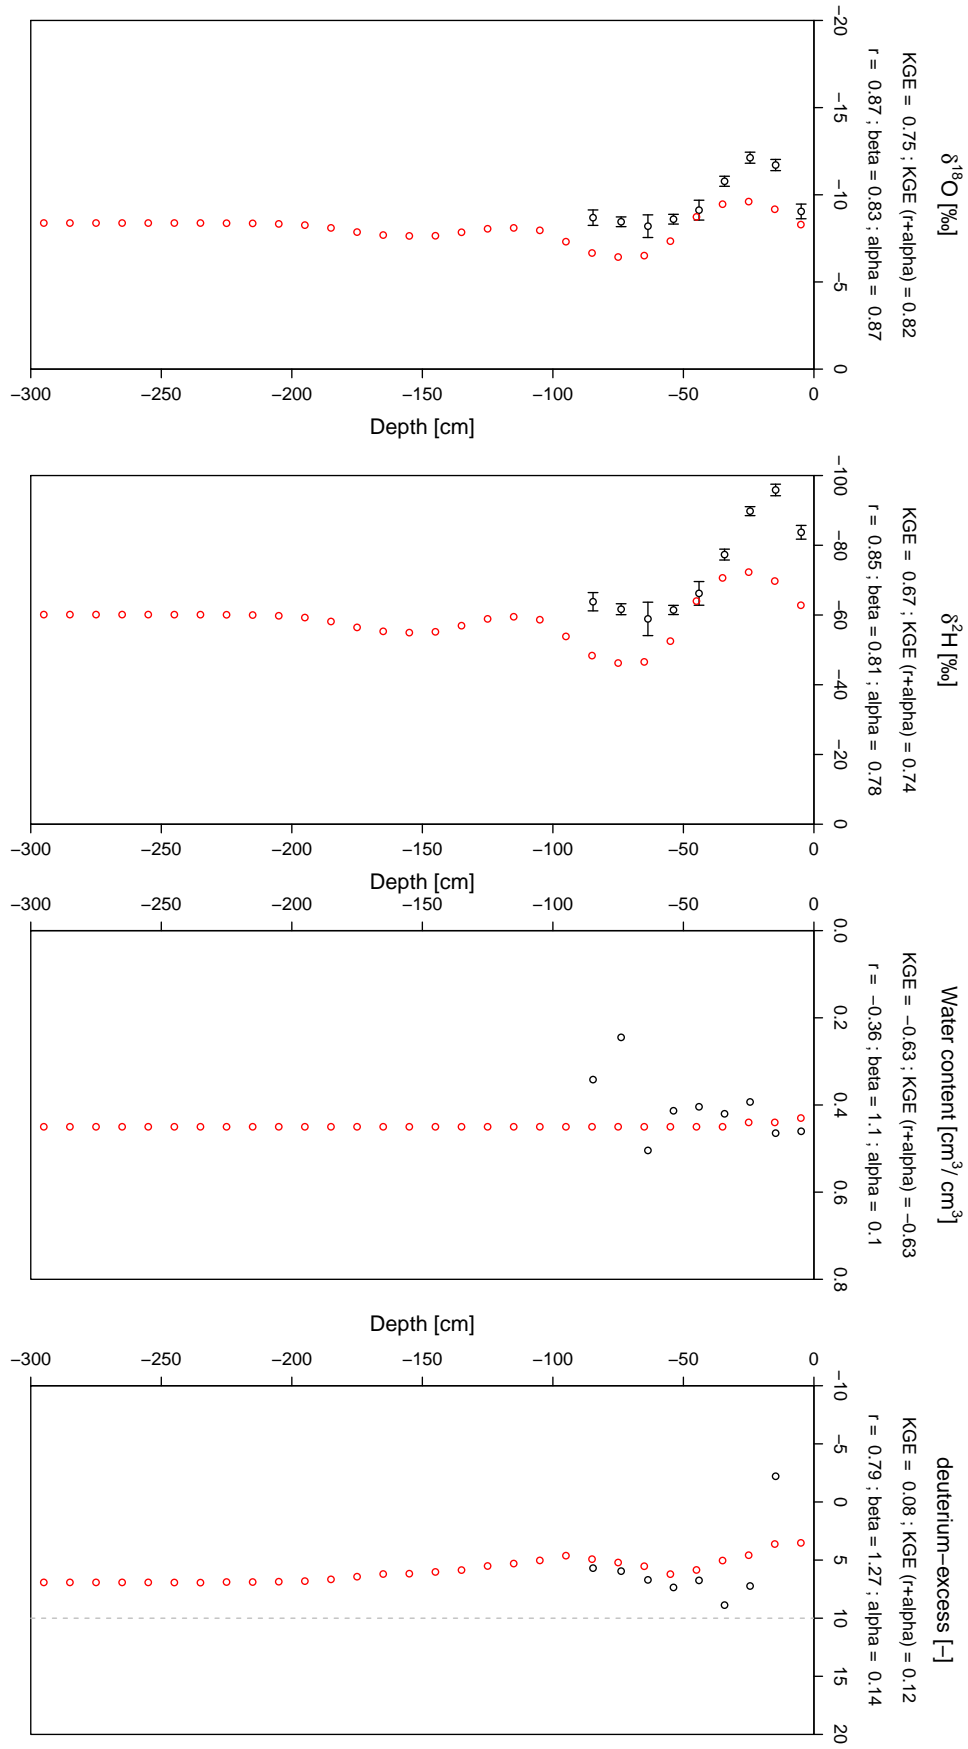 δ18O [‰]
KGE = 0.75 ; KGE (r+alpha) = 0.82
r = 0.87 ; beta = 0.83 ; alpha = 0.87
−20 −15 −10 −5 0
−300 −250 −200 −150 −100 −50 0
Depth [cm]
δ2H [‰]
KGE = 0.67 ; KGE (r+alpha) = 0.74
r = 0.85 ; beta = 0.81 ; alpha = 0.78
−100 −80 −60 −40 −20 0
−300 −250 −200 −150 −100 −50 0
Depth [cm]
Water content [cm3/ cm3]
KGE = −0.63 ; KGE (r+alpha) = −0.63
r = −0.36 ; beta = 1.1 ; alpha = 0.1
0.0 0.2 0.4 0.6 0.8
−300 −250 −200 −150 −100 −50 0
Depth [cm]
deuterium−excess [−]
KGE = 0.08 ; KGE (r+alpha) = 0.12
r = 0.79 ; beta = 1.27 ; alpha = 0.14
−10 −5 0 5 10 15 20
−300 −250 −200 −150 −100 −50 0